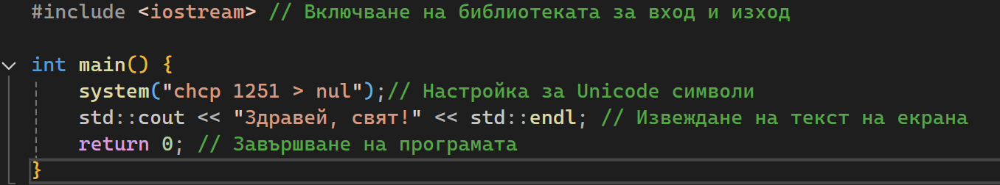 #include <iostream> // Включване на библиотеката за вход и изход
int main() {
system("chcp 1251 > nul");// Настройка за Unicode символи
std::cout << "Здравей, свят!" << std::endl; // Извеждане на текст на екрана
return 0; // Завършване на програмата
}